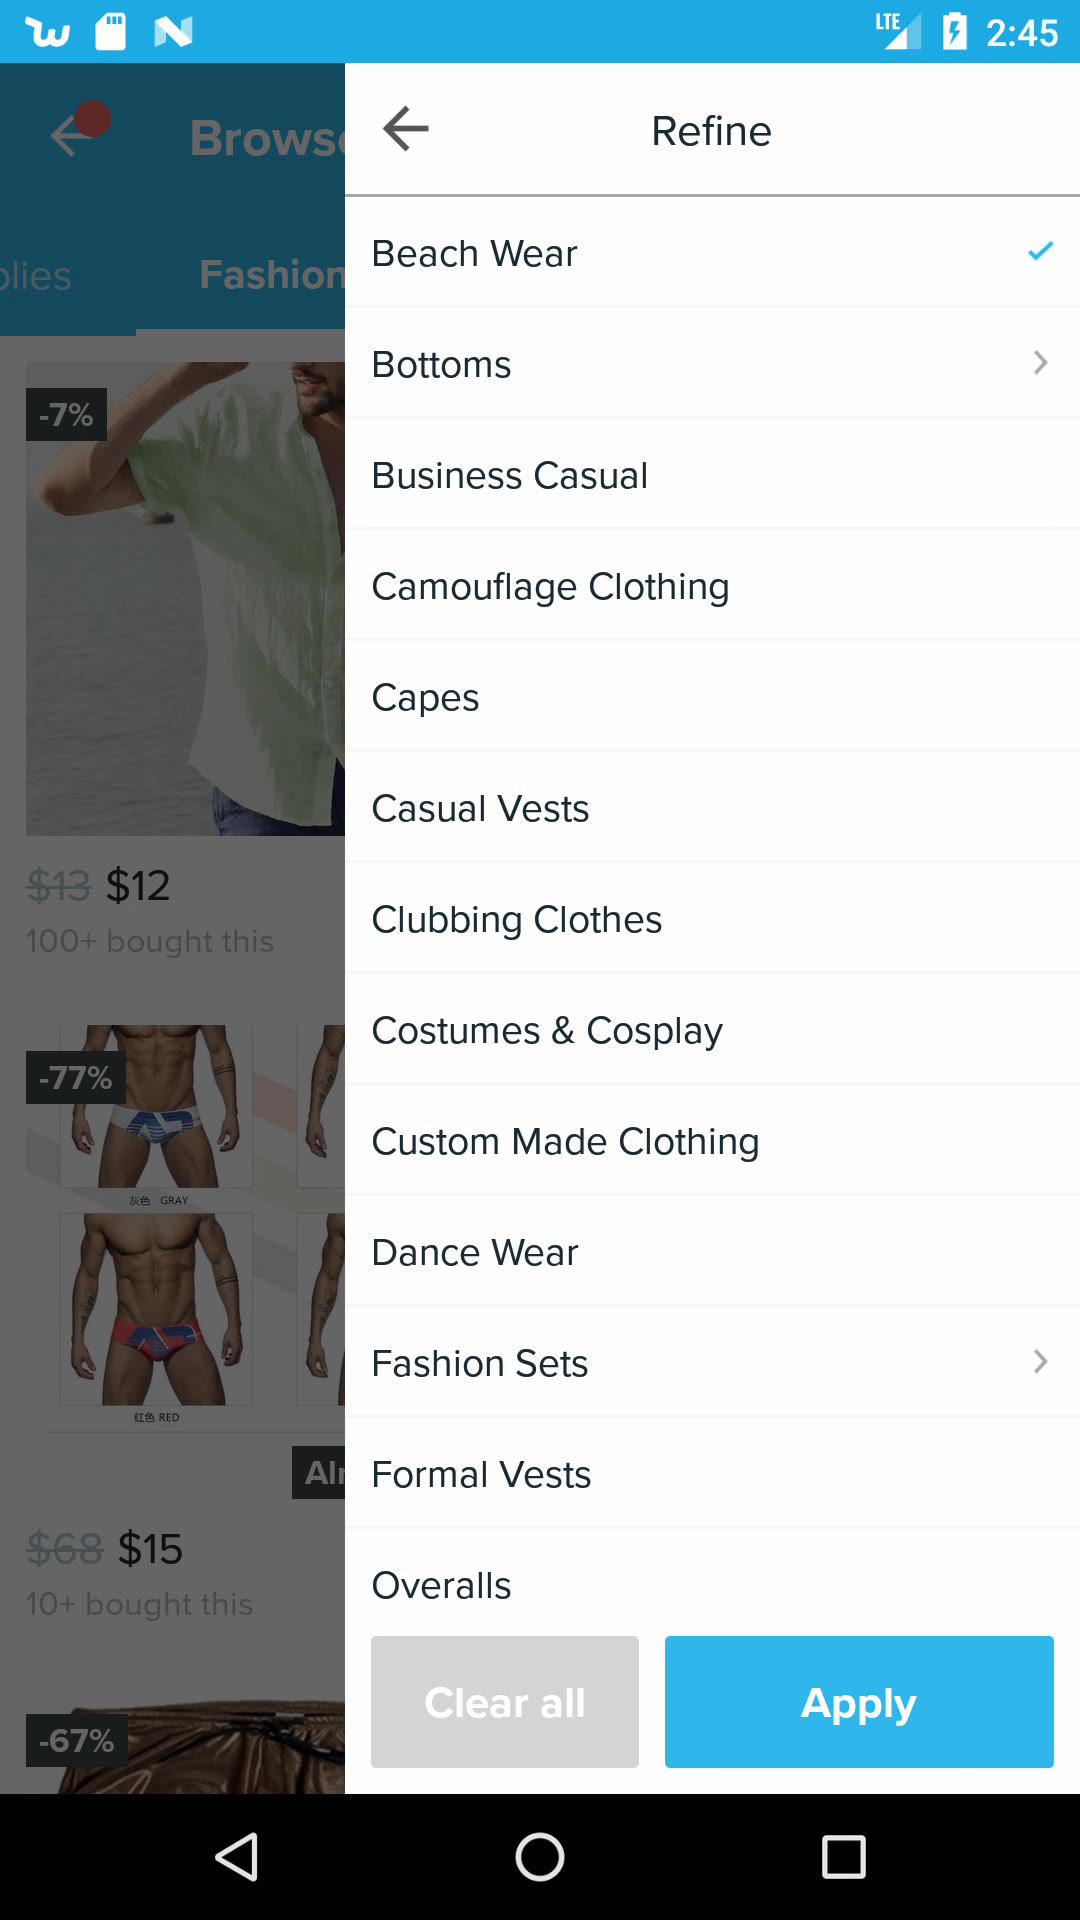 LTE 2:45
Browse
Refine
plies
Fashion
Beach Wear
Bottoms
Business Casual
Camouflage Clothing
Capes
Casual Vests
Clubbing Clothes
Costumes & Cosplay
Custom Made Clothing
Dance Wear
Fashion Sets
Formal Vests
Overalls
Clear all
Apply
-7%
$13 $12
100+ bought this
-77%
灰色 GRAY
红色 RED
Alr
$68 $15
10+ bought this
-67%